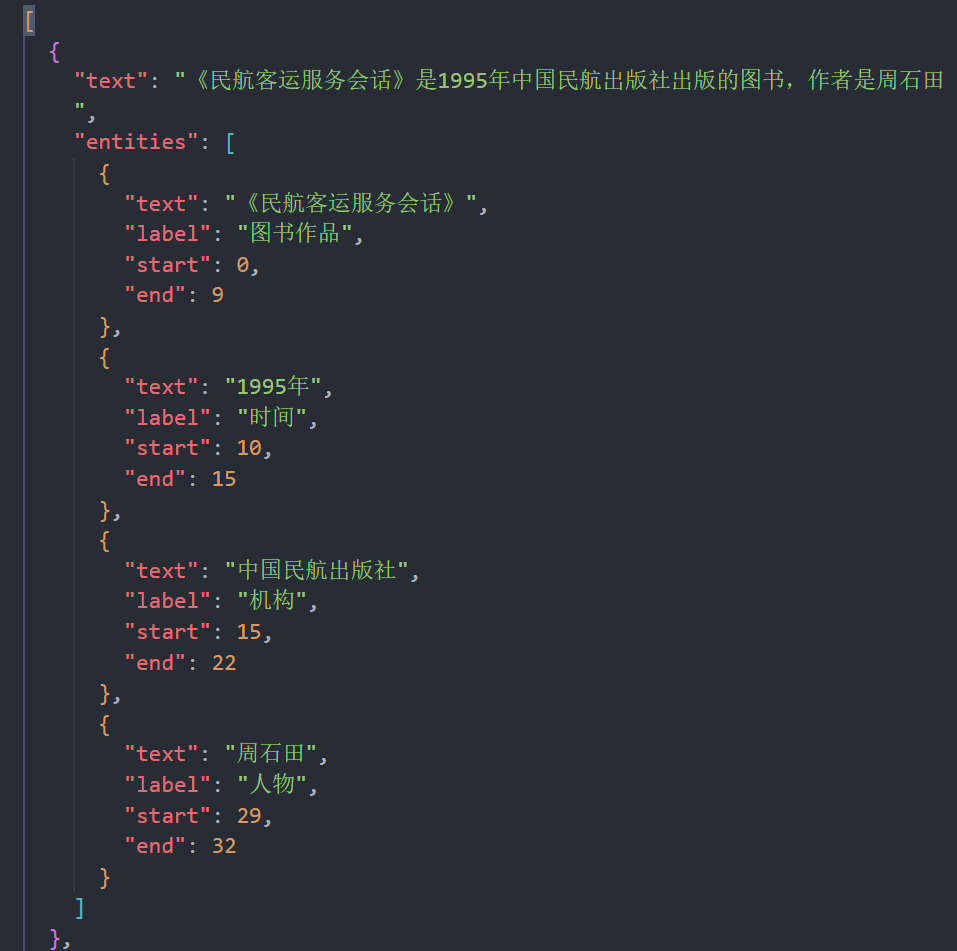 [
{
"text": "《民航客运服务会话》是1995年中国民航出版社出版的图书，作者是周石田
",
"entities": [
{
"text": "《民航客运服务会话》",
"label": "图书作品",
"start": 0,
"end": 9
},
{
"text": "1995年",
"label": "时间",
"start": 10,
"end": 15
},
{
"text": "中国民航出版社",
"label": "机构",
"start": 15,
"end": 22
},
{
"text": "周石田",
"label": "人物",
"start": 29,
"end": 32
}
]
},